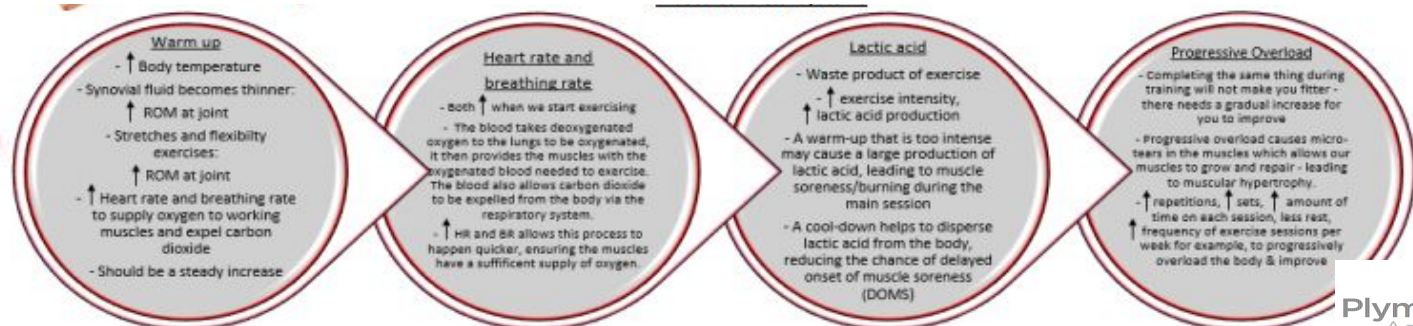 Warm up
- ↑ Body temperature
- Synovial fluid becomes thinner:
↑ ROM at joint
- Stretches and flexibilty
exercises:
↑ ROM at joint
- ↑ Heart rate and breathing rate
to supply oxygen to working
muscles and expel carbon
dioxide
- Should be a steady increase
Heart rate and
breathing rate
- Both ↑ when we start exercising
- The blood takes deoxygenated
oxygen to the lungs to be oxygenated,
it then provides the muscles with the
oxygenated blood needed to exercise.
The blood also allows carbon dioxide
to be expelled from the body via the
respiratory system.
- ↑ HR and BR allows this process to
happen quicker, ensuring the muscles
have a sufficent supply of oxygen.
Lactic acid
- Waste product of exercise
- ↑ exercise intensity,
↑ lactic acid production
- A warm-up that is too intense
may cause a large production of
lactic acid, leading to muscle
soreness/burning during the
main session
- A cool-down helps to disperse
lactic acid from the body,
reducing the chance of delayed
onset of muscle soreness
(DOMS)
Progressive Overload
- Completing the same thing during
training will not make you fitter -
there needs a gradual increase for
you to improve
- Progressive overload causes micro-
tears in the muscles which allows our
muscles to grow and repair - leading
to muscular hypertrophy.
- ↑ repetitions, ↑ sets, ↑ amount of
time on each session, less rest,
↑ frequency of exercise sessions per
week for example, to progressively
overload the body & improve
Plym